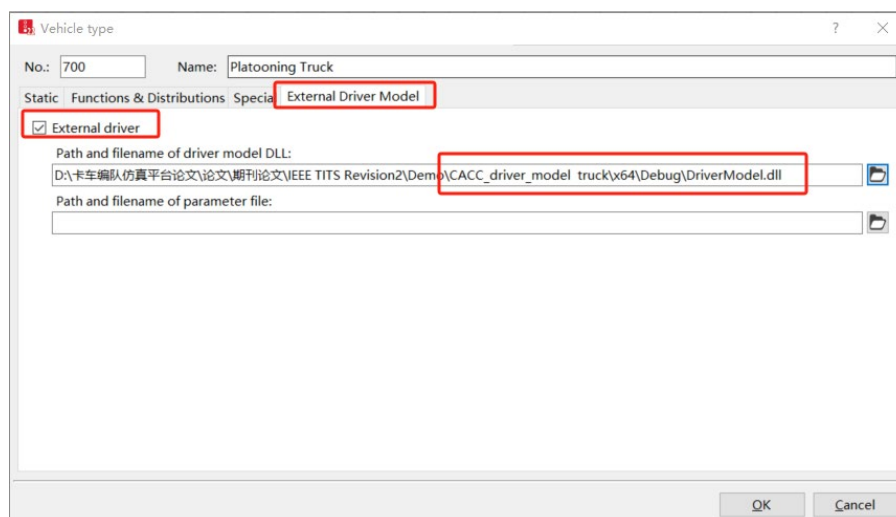 Vehicle type
No.: 700 Name: Platooning Truck
Static Functions & Distributions Specia External Driver Model
External driver
Path and filename of driver model DLL:
D:\卡车编队仿真平台论文\论文\期刊论文\IEEE TITS Revision2\Demo\CACC_driver_model truck\x64\Debug\DriverModel.dll
Path and filename of parameter file:
OK Cancel